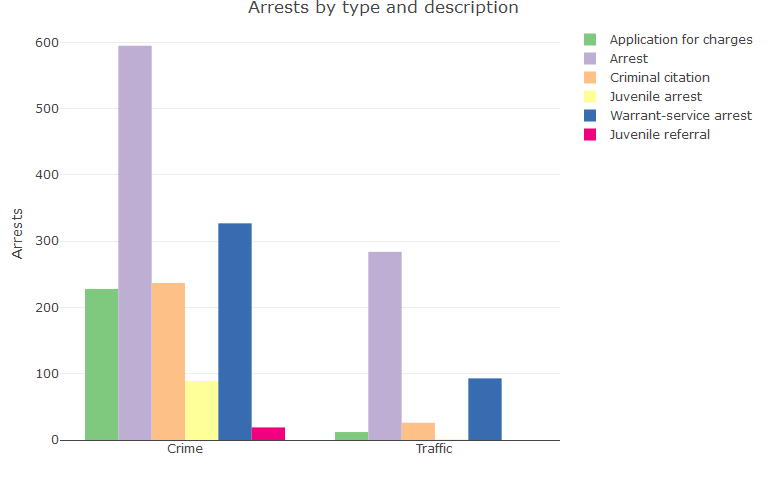 Arrests by type and description
Application for charges
Arrest
Criminal citation
Juvenile arrest
Warrant-service arrest
Juvenile referral
Arrests
600
500
400
300
200
100
0
Crime
Traffic